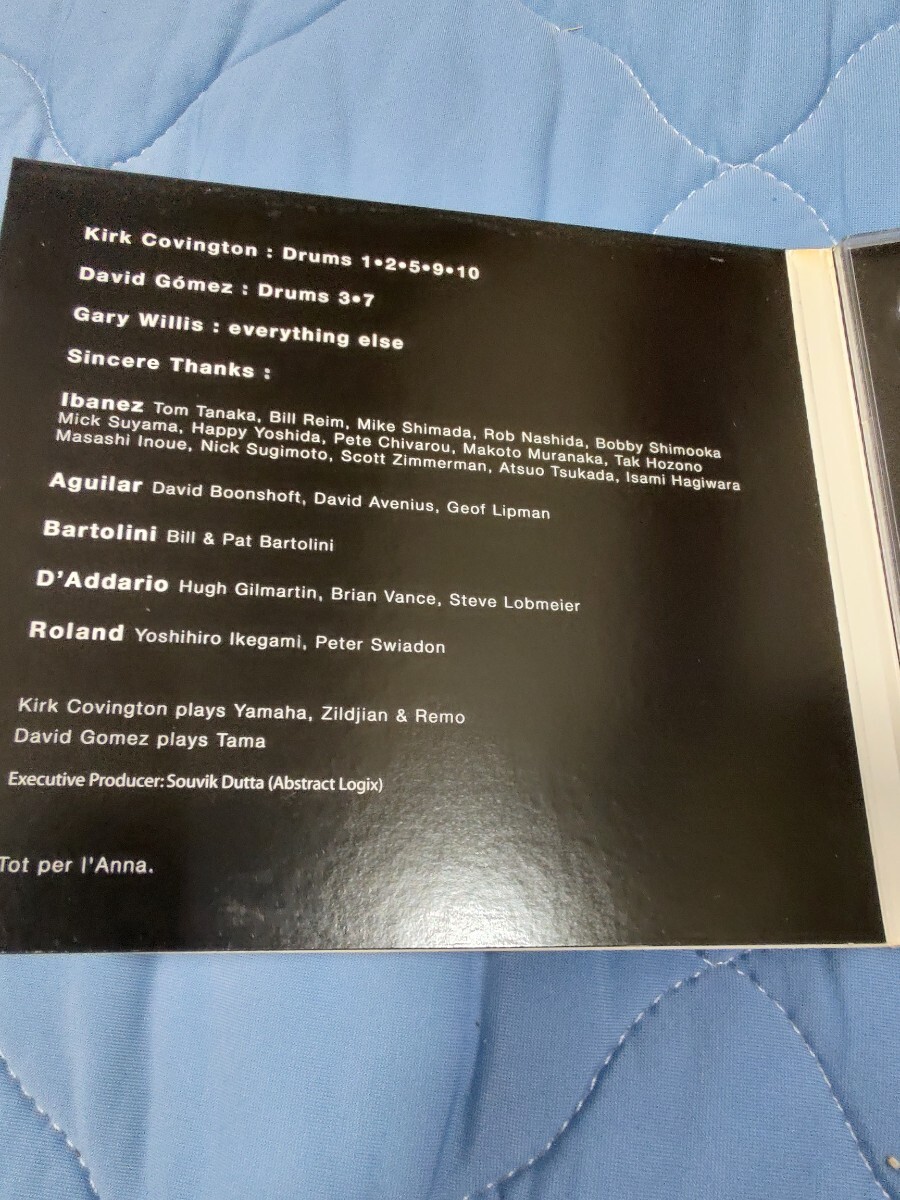 Kirk Covington : Drums 1•2•5•9•10
David Gómez : Drums 3•7
Gary Willis : everything else
Sincere Thanks :
Ibanez Tom Tanaka, Bill Reim, Mike Shimada, Rob Nashida, Bobby Shimooka
Mick Suyama, Happy Yoshida, Pete Chivarou, Makoto Muranaka, Tak Hozono
Masashi Inoue, Nick Sugimoto, Scott Zimmerman, Atsuo Tsukada, Isami Hagiwara
Aguilar David Boonshoft, David Avenius, Geof Lipman
Bartolini Bill & Pat Bartolini
D'Addario Hugh Gilmartin, Brian Vance, Steve Lobmeier
Roland Yoshihiro Ikegami, Peter Swiadon
Kirk Covington plays Yamaha, Zildjian & Remo
David Gomez plays Tama
Executive Producer: Souvik Dutta (Abstract Logix)
Tot per l'Anna.